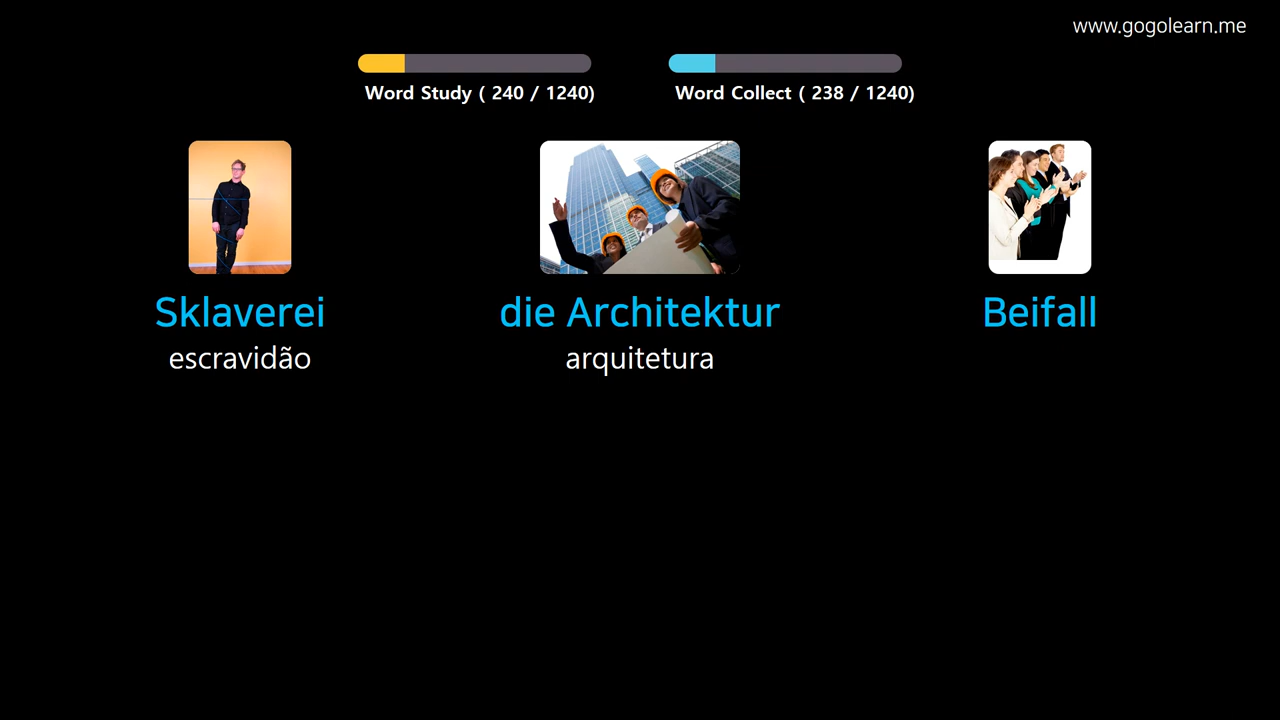 www.gogolearn.me
Word Study ( 240 / 1240)
Word Collect ( 238 / 1240)
Sklaverei
escravidão
die Architektur
arquitetura
Beifall